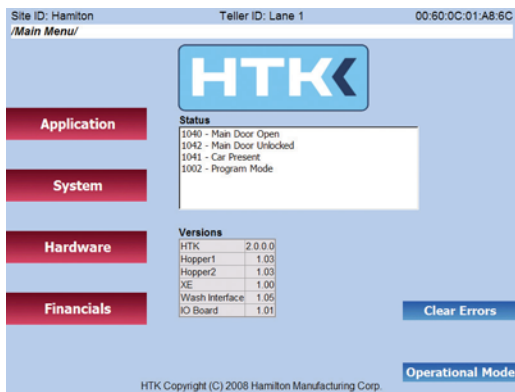 Site ID: Hamilton Teller ID: Lane 1 00:60:0C:01:A8:6C
/Main Menu/
HTK
Application
System
Hardware
Financials
Status
1040 - Main Door Open
1042 - Main Door Unlocked
1041 - Car Present
1002 - Program Mode
Versions
HTK 2.0.0.0
Hopper1 1.03
Hopper2 1.03
XE 1.00
Wash Interface 1.05
IO Board 1.01
Clear Errors
Operational Mode
HTK Copyright (C) 2008 Hamilton Manufacturing Corp.